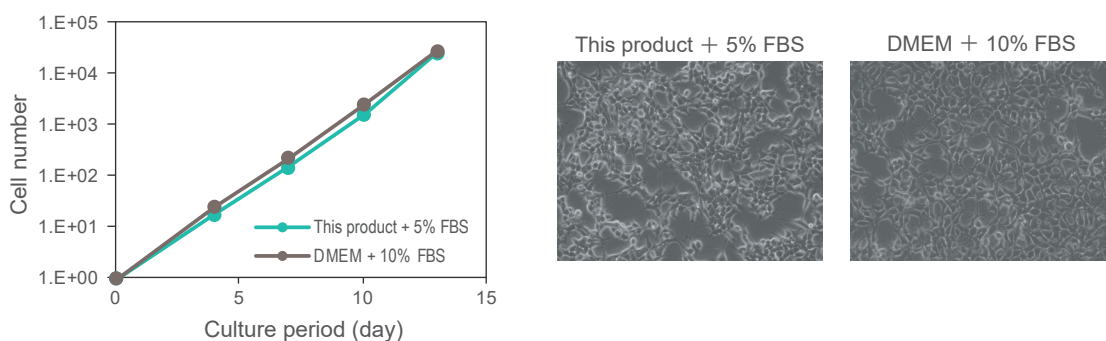 1.E+05
1.E+04
1.E+03
1.E+02
1.E+01
1.E+00
Cell number
This product + 5% FBS
DMEM + 10% FBS
0
5
10
15
Culture period (day)
This product + 5% FBS
DMEM + 10% FBS